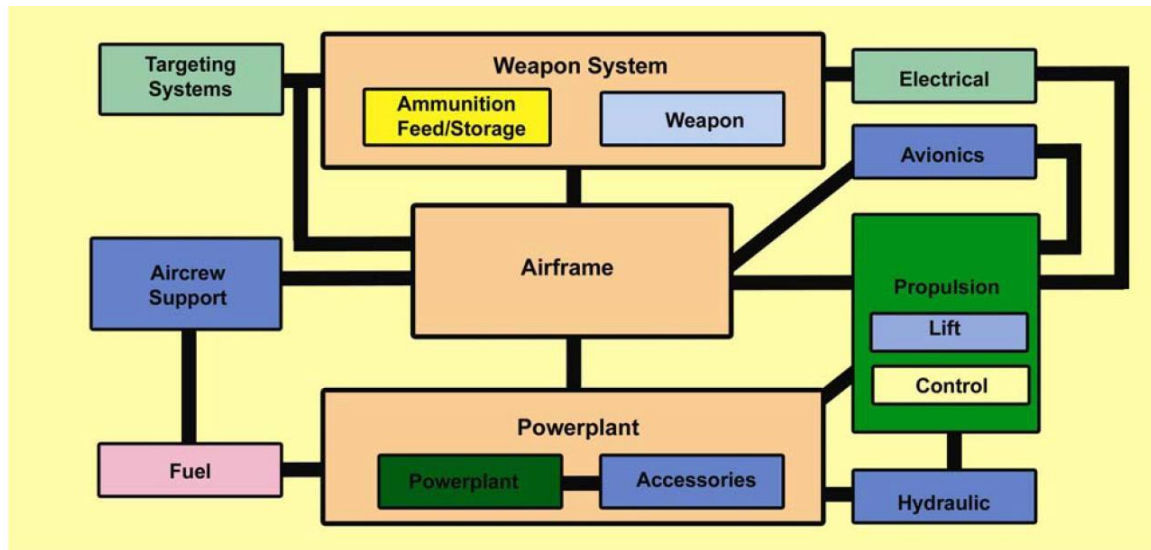 Targeting
Systems
Weapon System
Ammunition
Feed/Storage
Weapon
Electrical
Avionics
Airframe
Aircrew
Support
Propulsion
Lift
Control
Powerplant
Powerplant
Accessories
Fuel
Hydraulic